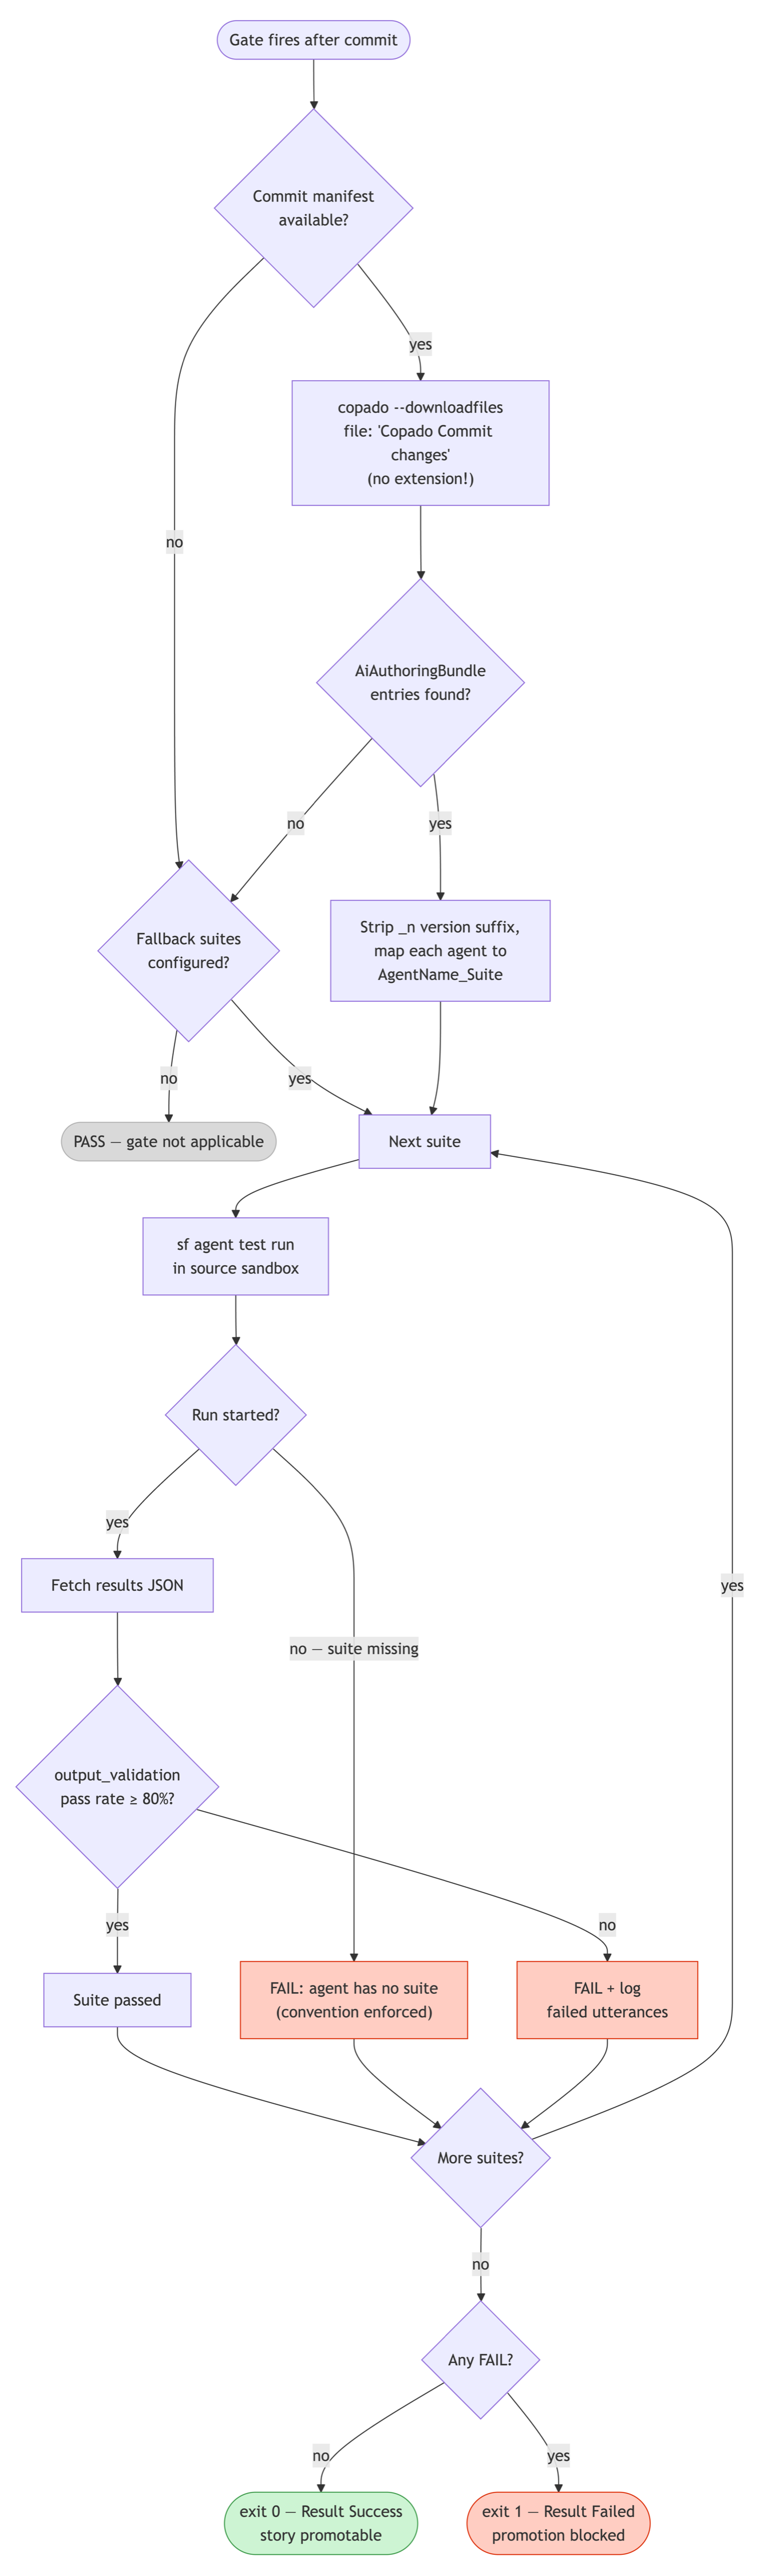 Gate fires after commit
Commit manifest
available?
yes
copado --downloadfiles
file: 'Copado Commit
changes'
(no extension!)
no
AiAuthoringBundle
entries found?
no
yes
Fallback suites
configured?
Strip _n version suffix,
map each agent to
AgentName_Suite
no
yes
PASS — gate not applicable
Next suite
sf agent test run
in source sandbox
Run started?
yes
Fetch results JSON
yes
no — suite missing
output_validation
pass rate ≥ 80%?
yes
no
Suite passed
FAIL: agent has no suite
(convention enforced)
FAIL + log
failed utterances
More suites?
no
Any FAIL?
no
yes
exit 0 — Result Success
story promotable
exit 1 — Result Failed
promotion blocked